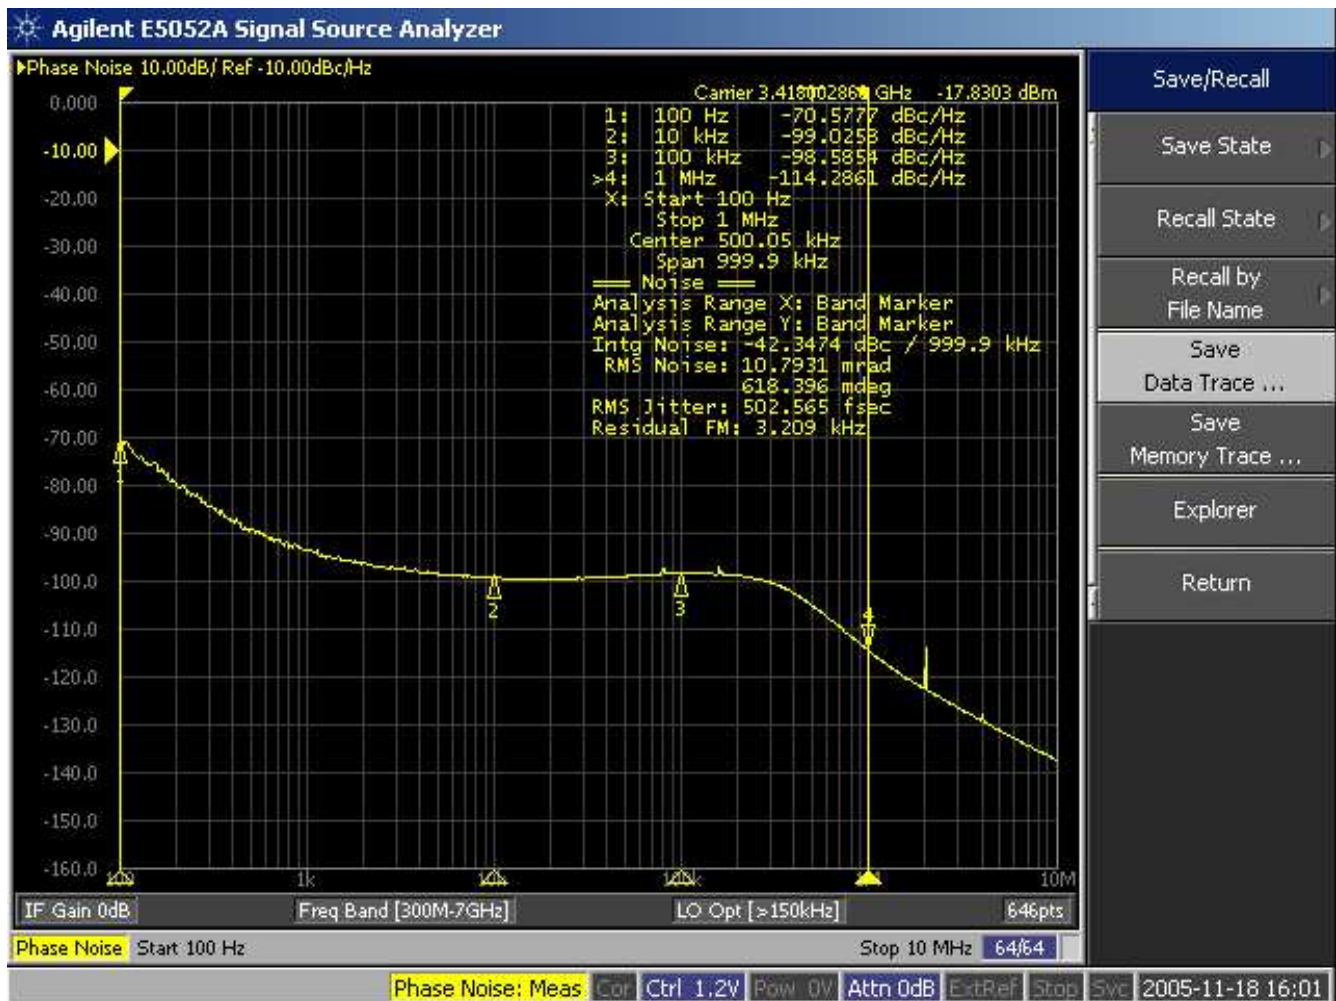 Agilent E5052A Signal Source Analyzer
Phase Noise 10.00dB/ Ref -10.00dBc/Hz
Carrier 3.41800286 GHz -17.8303 dBm
0.000
-10.00
-20.00
-30.00
-40.00
-50.00
-60.00
-70.00
-80.00
-90.00
-100.0
-110.0
-120.0
-130.0
-140.0
-150.0
-160.0
1: 100 Hz -70.5777 dBc/Hz
2: 10 kHz -99.0258 dBc/Hz
3: 100 kHz -98.5854 dBc/Hz
>4: 1 MHz -114.2861 dBc/Hz
X: Start 100 Hz
Stop 1 MHz
Center 500.05 kHz
Span 999.9 kHz
=== Noise ===
Analysis Range X: Band Marker
Analysis Range Y: Band Marker
Intg Noise: -42.3474 dBc / 999.9 kHz
RMS Noise: 10.7931 mrad
618.396 mdeg
RMS Jitter: 502.565 fsec
Residual FM: 3.209 kHz
1
2
3
4
100
1k
10k
100k
10M
IF Gain 0dB
Freq Band [300M-7GHz]
LO Opt [>150kHz]
646pts
Phase Noise Start 100 Hz
Stop 10 MHz 64/64
Phase Noise: Meas Cor Ctrl 1.2V Pow 0V Attn 0dB ExtRef Stop Svc 2005-11-18 16:01
Save/Recall
Save State
Recall State
Recall by
File Name
Save
Data Trace ...
Save
Memory Trace ...
Explorer
Return